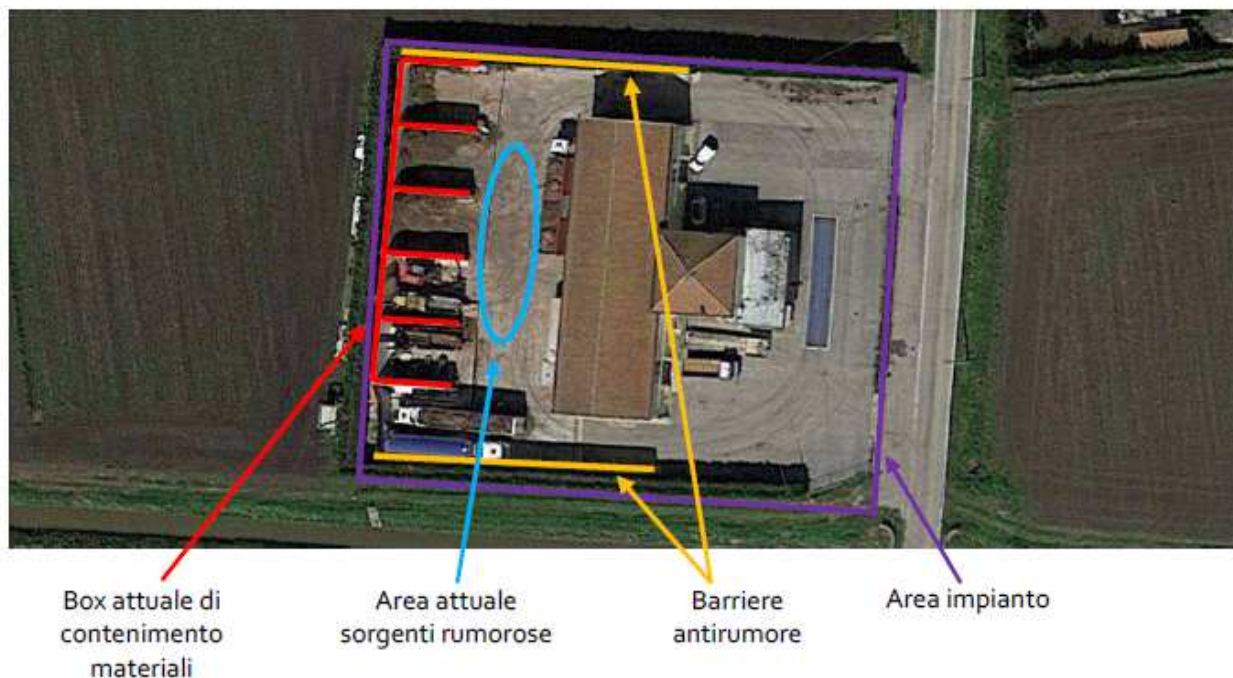 Box attuale di
contenimento
materiali
Area attuale
sorgenti rumorose
Barriere
antirumore
Area impianto